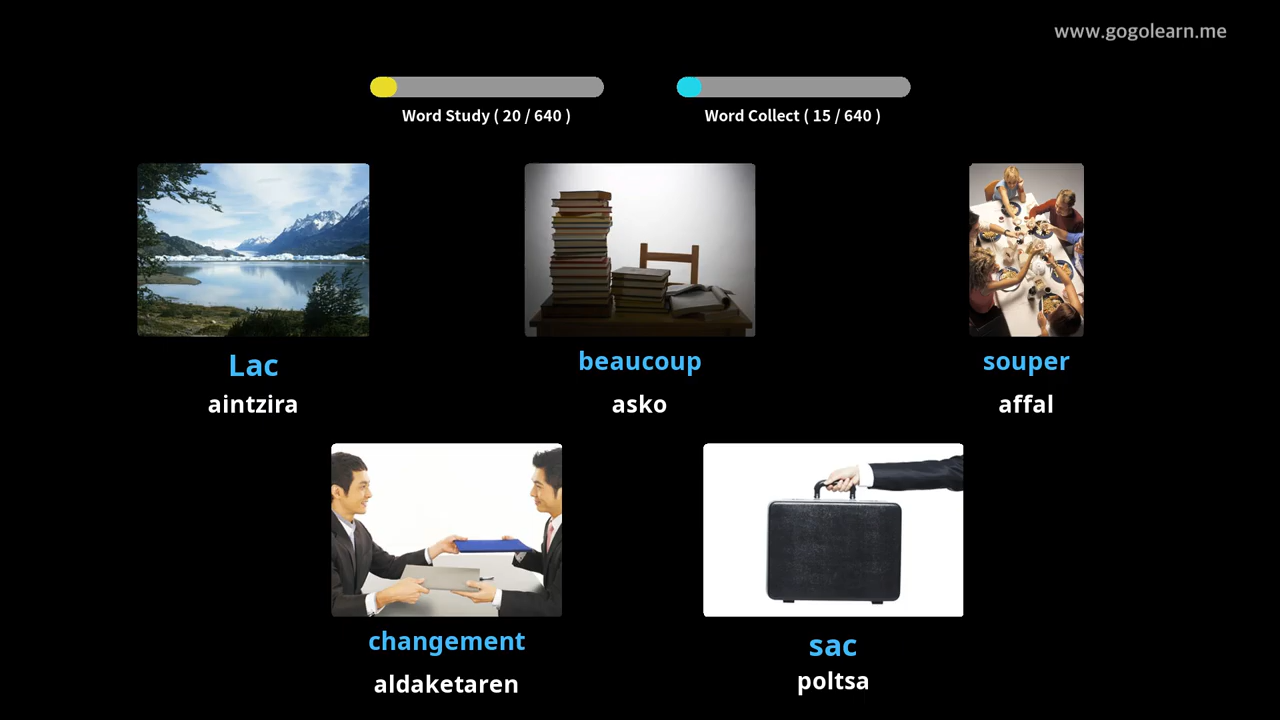 www.gogolearn.me
Word Study ( 20 / 640 )
Word Collect ( 15 / 640 )
Lac
aintzira
beaucoup
asko
souper
affal
changement
aldaketaren
sac
poltsa